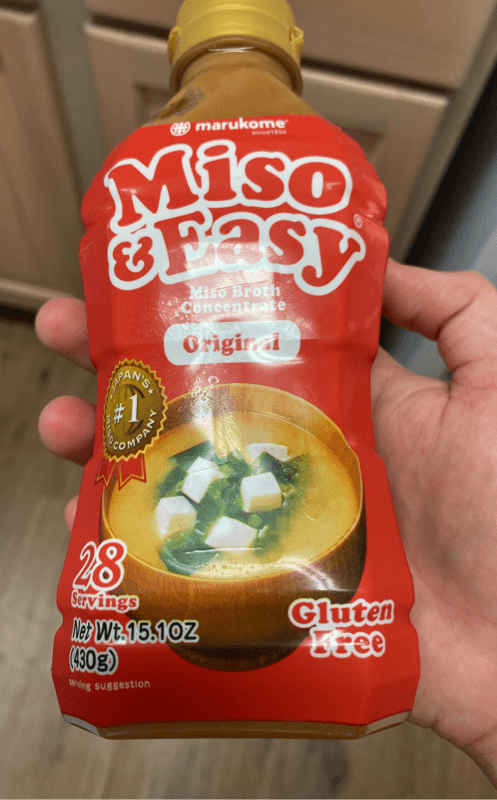 marukome®
since1854
Miso
& Easy®
Miso Broth
Concentrate
Original
JAPAN'S
#1
COMPANY
28
Servings
Net Wt.15.1OZ
(430g)
serving suggestion
Gluten
Free